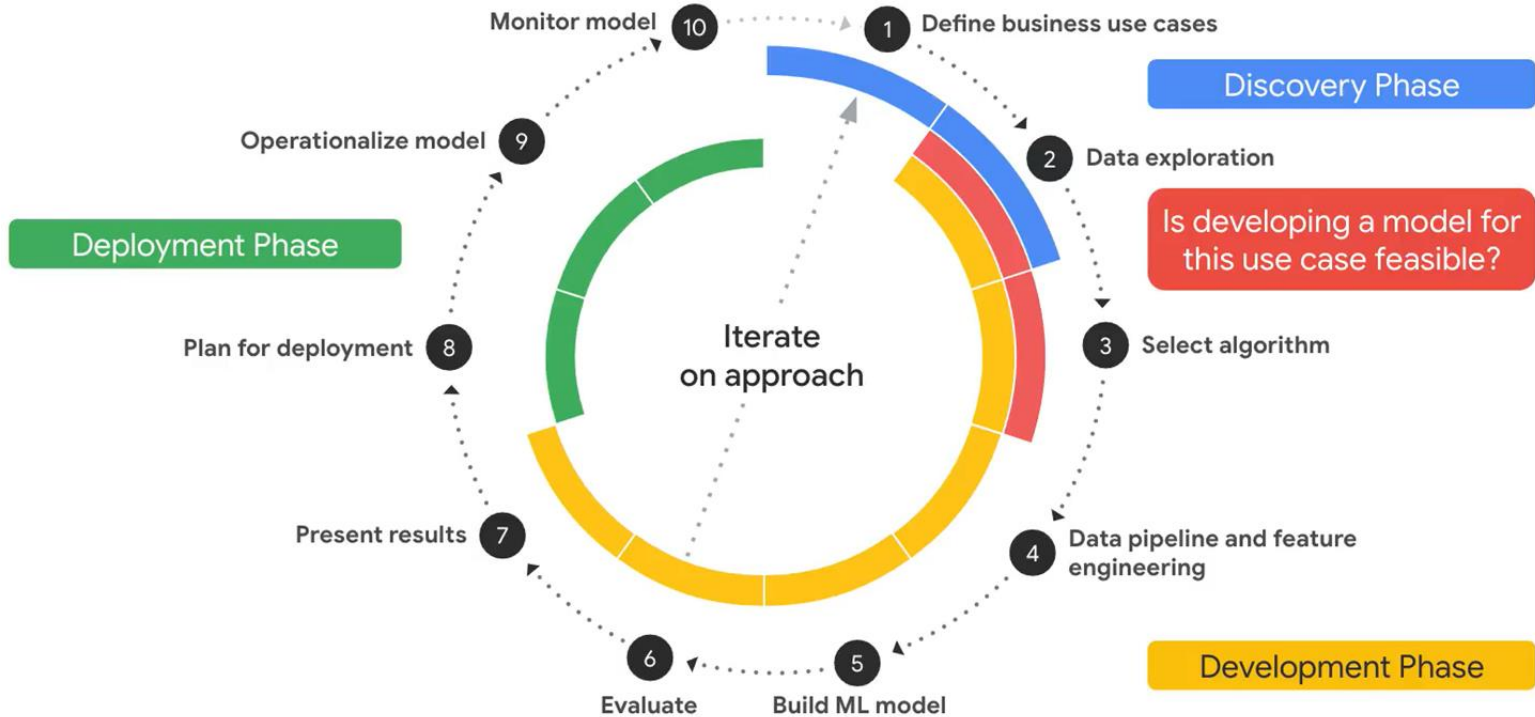 Monitor model
10
1
Define business use cases
Discovery Phase
9
Operationalize model
2
Data exploration
Is developing a model for
this use case feasible?
Deployment Phase
Iterate
on approach
Plan for deployment
8
3
Select algorithm
Present results
7
4
Data pipeline and feature
engineering
6
Evaluate
5
Build ML model
Development Phase